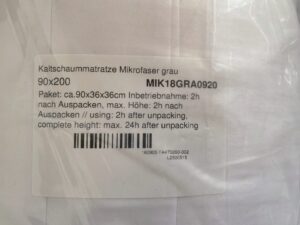 Kaltschaummatratze Mikrofaser grau
90x200 MIK18GRA0920
Paket: ca.90x36x36cm Inbetriebnahme: 2h
nach Auspacken, max. Höhe: 2h nach
Auspacken // using: 2h after unpacking,
complete height: max. 24h after unpacking